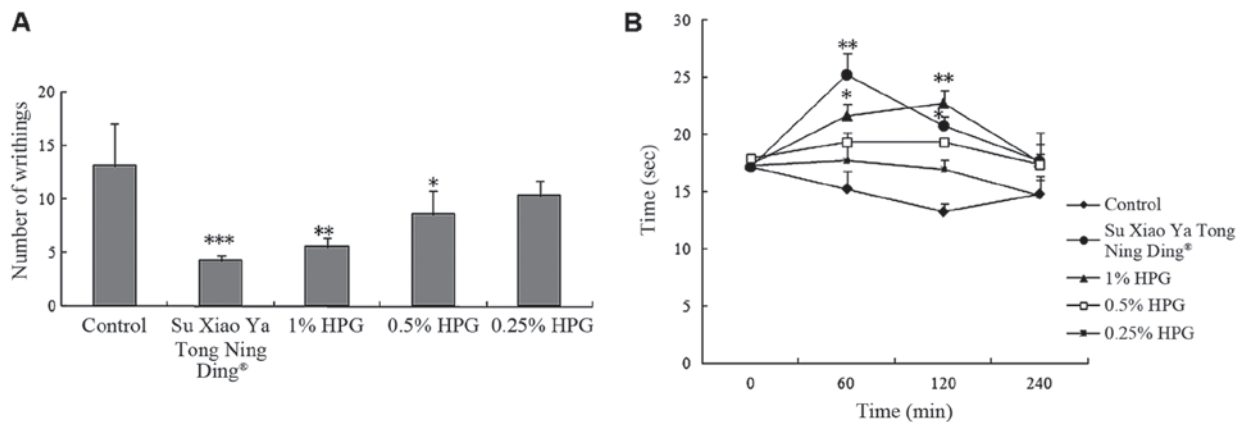 A
Number of writhings
20
15
10
5
0
***
**
*
Control
Su Xiao Ya
Tong Ning
Ding®
1% HPG
0.5% HPG
0.25% HPG
B
Time (sec)
30
25
20
15
10
5
0
**
*
**
*
0
60
120
240
Time (min)
Control
Su Xiao Ya Tong
Ning Ding®
1% HPG
0.5% HPG
0.25% HPG